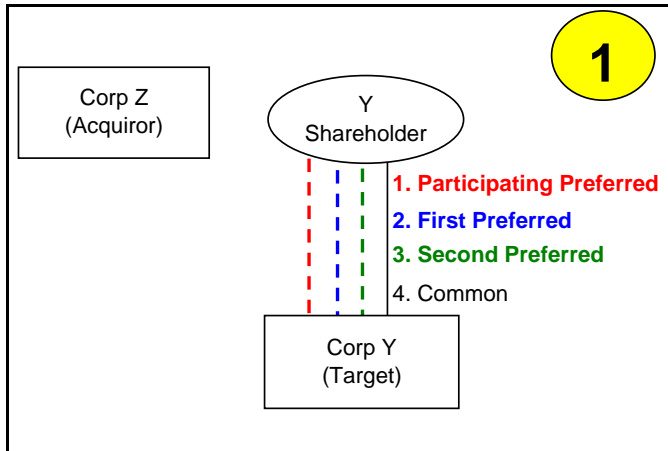 1
Corp Z
(Acquiror)
Y
Shareholder
1. Participating Preferred
2. First Preferred
3. Second Preferred
4. Common
Corp Y
(Target)